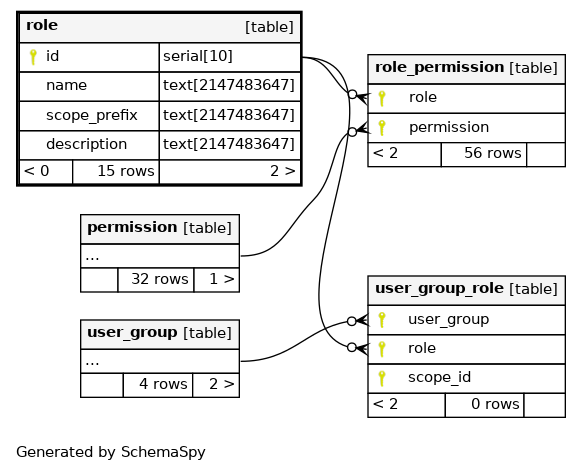 role [table]
id serial[10]
name text[2147483647]
scope_prefix text[2147483647]
description text[2147483647]
< 0 15 rows 2 >
role_permission [table]
role
permission
< 2 56 rows
permission [table]
...
32 rows 1 >
user_group [table]
...
4 rows 2 >
user_group_role [table]
user_group
role
scope_id
< 2 0 rows
Generated by SchemaSpy